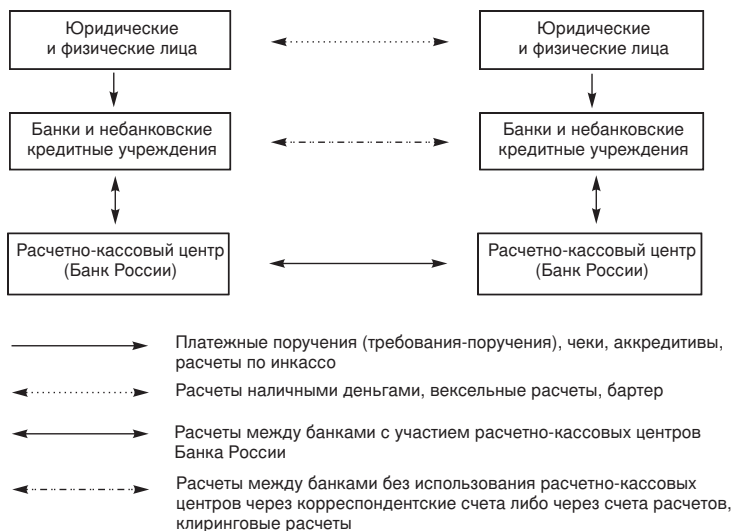 Юридические
и физические лица
Юридические
и физические лица
Банки и небанковские
кредитные учреждения
Банки и небанковские
кредитные учреждения
Расчетно-кассовый центр
(Банк России)
Расчетно-кассовый центр
(Банк России)
Платежные поручения (требования-поручения), чеки, аккредитивы,
расчеты по инкассо
Расчеты наличными деньгами, вексельные расчеты, бартер
Расчеты между банками с участием расчетно-кассовых центров
Банка России
Расчеты между банками без использования расчетно-кассовых
центров через корреспондентские счета либо через счета расчетов,
клиринговые расчеты